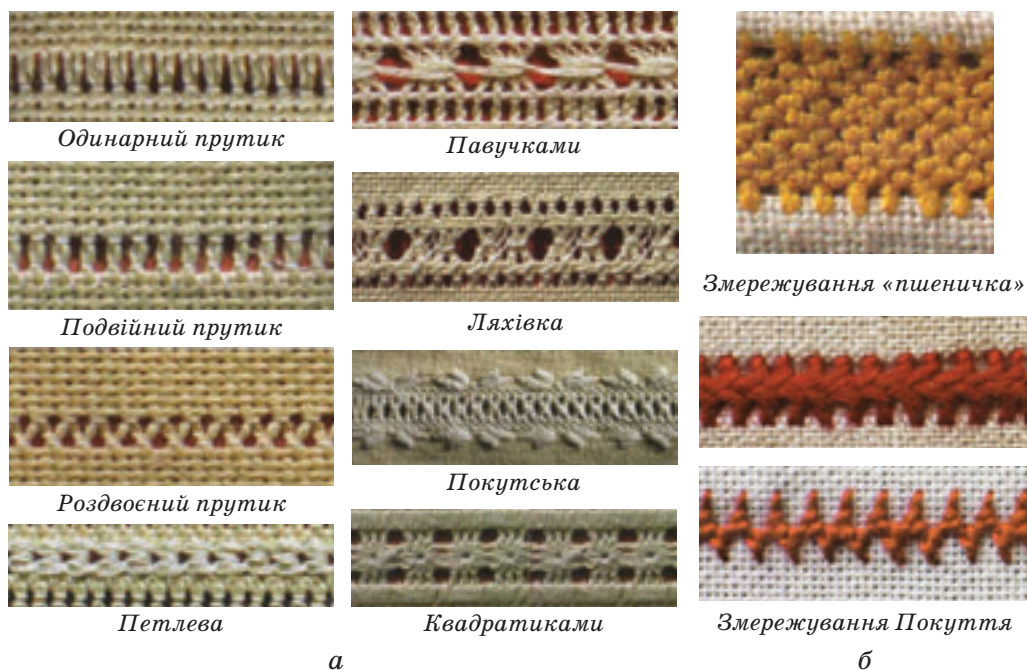 Одинарний прутик
Подвійний прутик
Роздвоєний прутик
Петлева
Павучками
Ляхівка
Покутська
Квадратиками
а
Змережування «пшеничка»
Змережування Покуття
б